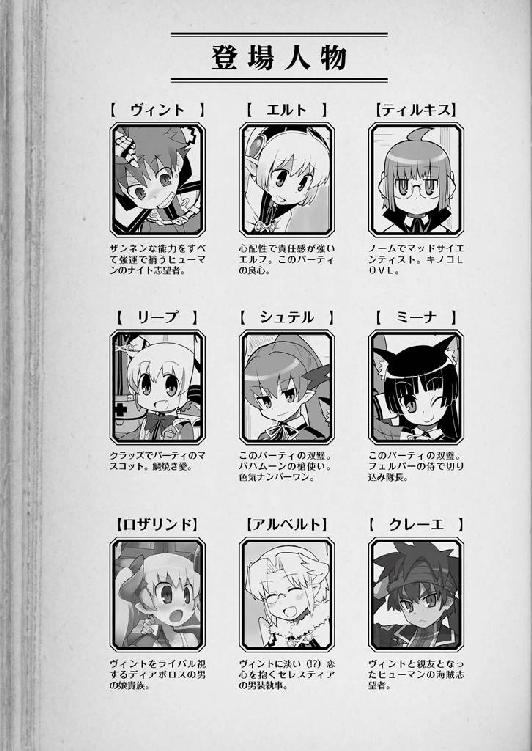 登場人物
【 ヴィント 】
ザンネンな能力をすべ
て強運で補うヒューマ
ンのナイト志望者。
【 エルト 】
心配性で責任感が強い
エルフ。このパーティ
の良心。
【ティルキス】
ノームでマッドサイエ
ンティスト。キノコL
OVE。
【 リープ 】
クラッズでパーティのマ
スコット。鯛焼き愛。
【 シュテル 】
このパーティの双璧。
バハムーンの槍使い。
色気ナンバーワン。
【 ミーナ 】
このパーティの双璧。
フェルパーの侍で切り
込み隊長。
【ロザリンド】
ヴィントをライバル視
するディアボロスの男
の娘貴族。
【アルベルト】
ヴィントに淡い(!?)恋
心を抱くセレスティア
の男装執事。
【 クレーエ 】
ヴィントと親友となっ
たヒューマンの海賊志
望者。